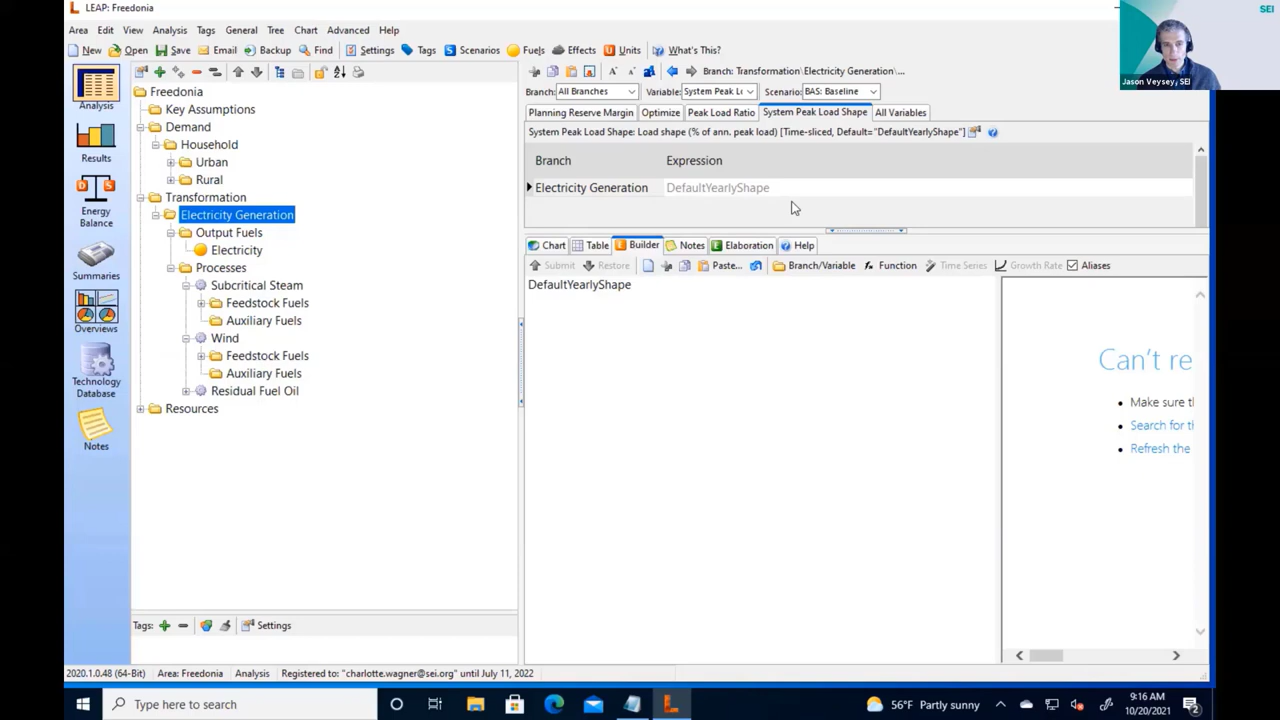 LEAP: Freedonia
SEI
Jason Veysey, SEI
Area Edit View Analysis Tags General Tree Chart Advanced Help
New Open Save Email Backup Find Settings Tags Scenarios Fuels Effects Units What's This?
Analysis
Results
Energy
Balance
Summaries
Overviews
Technology
Database
Notes
Freedonia
Key Assumptions
Demand
Household
Urban
Rural
Transformation
Electricity Generation
Output Fuels
Electricity
Processes
Subcritical Steam
Feedstock Fuels
Auxiliary Fuels
Wind
Feedstock Fuels
Auxiliary Fuels
Residual Fuel Oil
Resources
Tags: Settings
Branch: Transformation\Electricity Generation\...
Branch: All Branches Variable: System Peak Lo Scenario: BAS: Baseline
Planning Reserve Margin Optimize Peak Load Ratio System Peak Load Shape All Variables
System Peak Load Shape: Load shape (% of ann. peak load) [Time-sliced, Default="DefaultYearlyShape"]
Branch Expression
Electricity Generation DefaultYearlyShape
Chart Table Builder Notes Elaboration Help
Submit Restore Paste... Branch/Variable Function Time Series Growth Rate Aliases
DefaultYearlyShape
Can't re
Make sure th
Search for th
Refresh the
2020.1.0.48 (64-Bit) Area: Freedonia Analysis Registered to: "charlotte.wagner@sei.org" until July 11, 2022
Type here to search
56°F Partly sunny
9:16 AM
10/20/2021
2